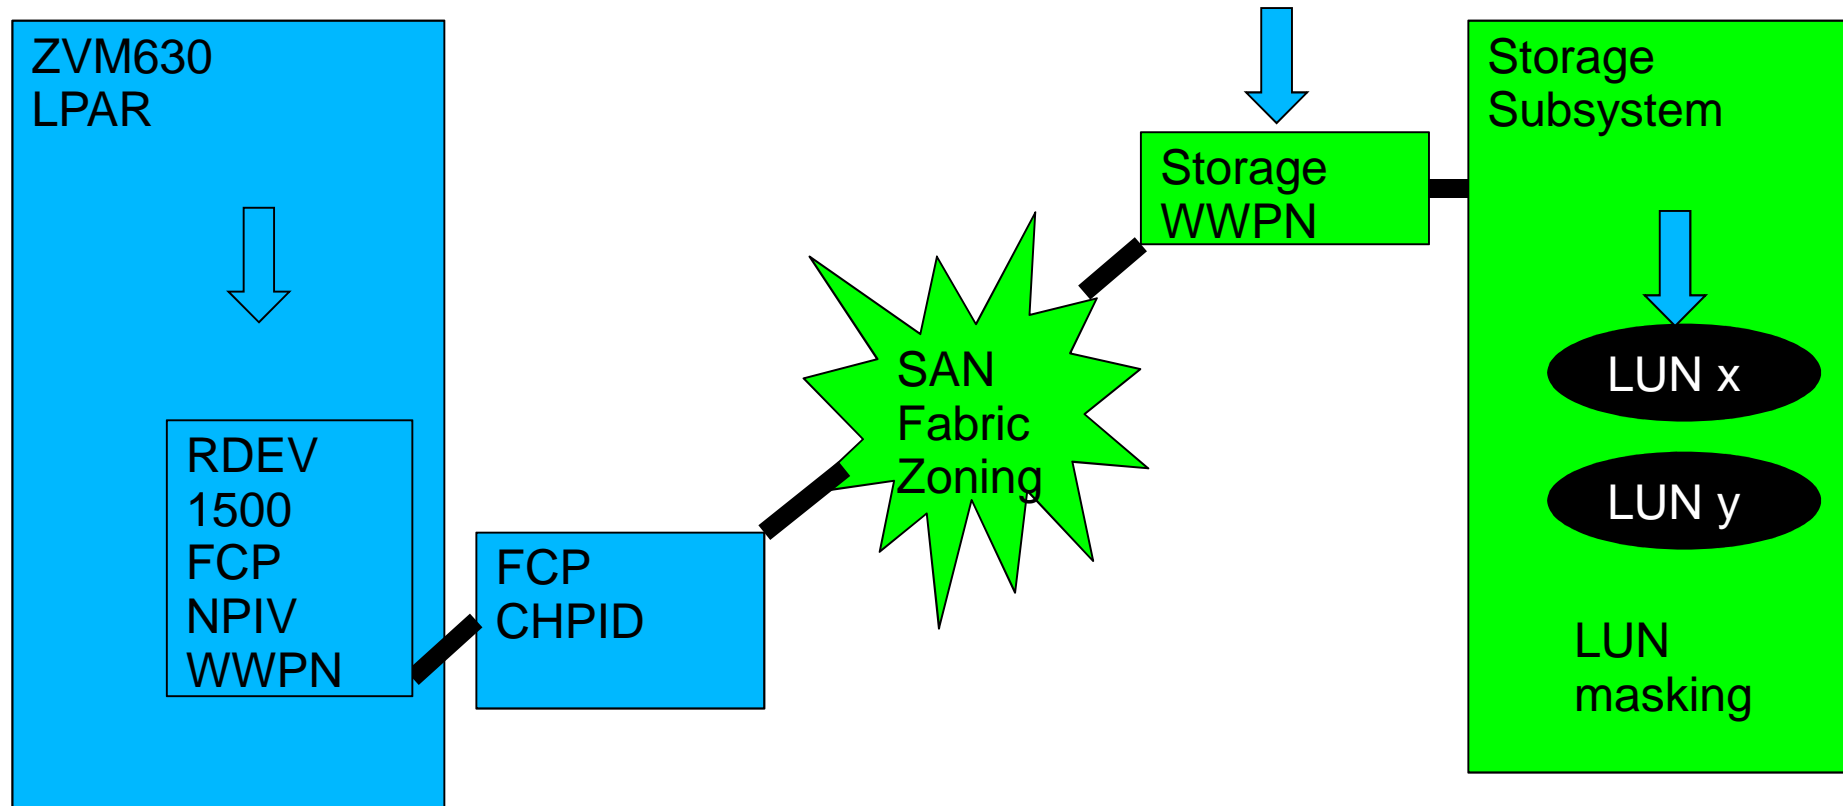 ZVM630
LPAR
RDEV
1500
FCP
NPIV
WWPN
FCP
CHPID
SAN
Fabric
Zoning
Storage
WWPN
Storage
Subsystem
LUN x
LUN y
LUN
masking